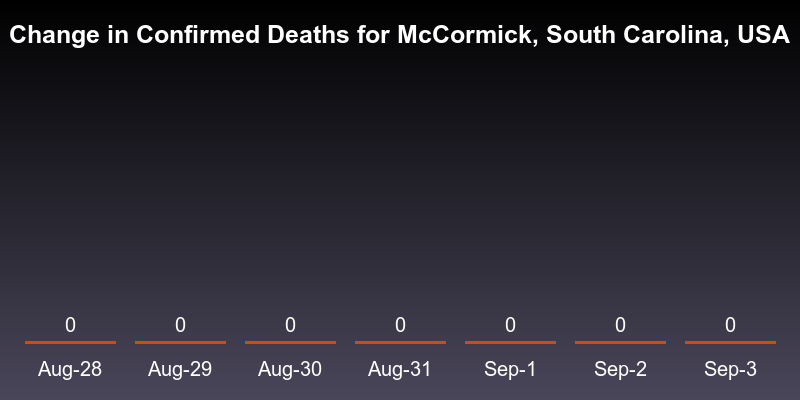 Change in Confirmed Deaths for McCormick, South Carolina, USA
0 0 0 0 0 0 0
Aug-28 Aug-29 Aug-30 Aug-31 Sep-1 Sep-2 Sep-3